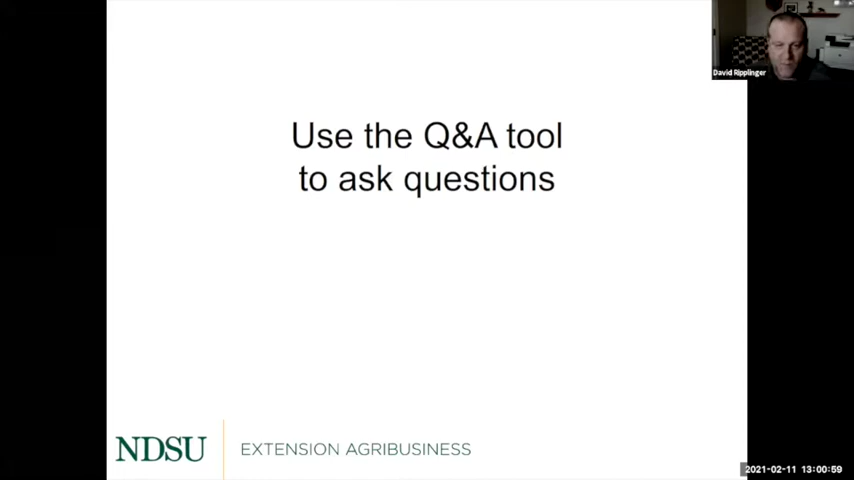 David Ripplinger
Use the Q&A tool
to ask questions
NDSU
EXTENSION AGRIBUSINESS
2021-02-11 13:00:59